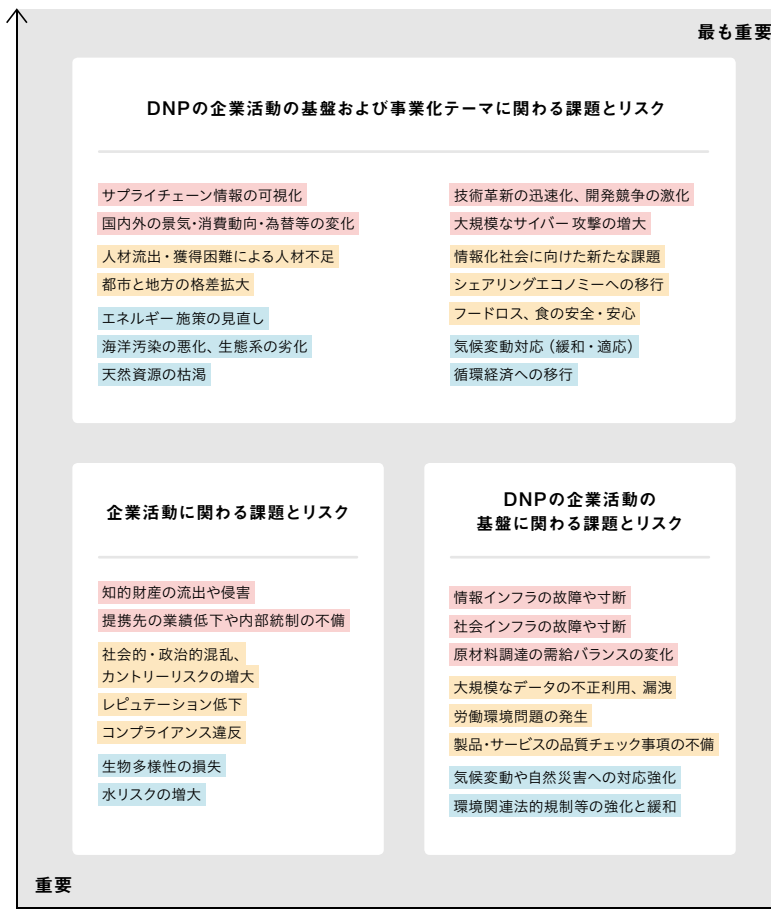 最も重要
DNPの企業活動の基盤および事業化テーマに関わる課題とリスク
サプライチェーン情報の可視化
国内外の景気・消費動向・為替等の変化
人材流出・獲得困難による人材不足
都市と地方の格差拡大
エネルギー施策の見直し
海洋汚染の悪化、生態系の劣化
天然資源の枯渇
技術革新の迅速化、開発競争の激化
大規模なサイバー攻撃の増大
情報化社会に向けた新たな課題
シェアリングエコノミーへの移行
フードロス、食の安全・安心
気候変動対応（緩和・適応）
循環経済への移行
企業活動に関わる課題とリスク
知的財産の流出や侵害
提携先の業績低下や内部統制の不備
社会的・政治的混乱、
カントリーリスクの増大
レピュテーション低下
コンプライアンス違反
生物多様性の損失
水リスクの増大
DNPの企業活動の
基盤に関わる課題とリスク
情報インフラの故障や寸断
社会インフラの故障や寸断
原材料調達の需給バランスの変化
大規模なデータの不正利用、漏洩
労働環境問題の発生
製品・サービスの品質チェック事項の不備
気候変動や自然災害への対応強化
環境関連法的規制等の強化と緩和
重要